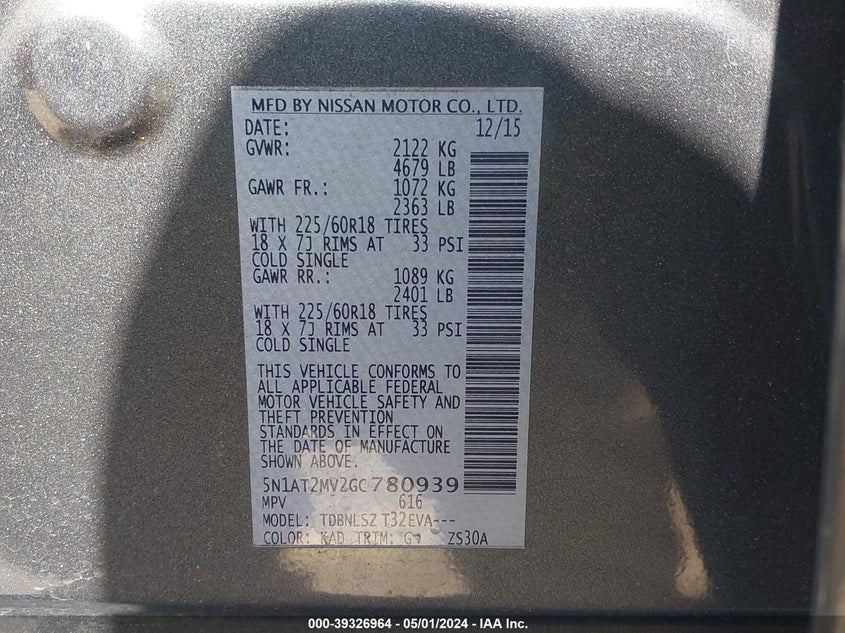 MFD BY NISSAN MOTOR CO., LTD.
DATE: 12/15
GVWR: 2122 KG
4679 LB
GAWR FR.: 1072 KG
2363 LB
WITH 225/60R18 TIRES
18 X 7J RIMS AT 33 PSI
COLD SINGLE
GAWR RR.: 1089 KG
2401 LB
WITH 225/60R18 TIRES
18 X 7J RIMS AT 33 PSI
COLD SINGLE
THIS VEHICLE CONFORMS TO
ALL APPLICABLE FEDERAL
MOTOR VEHICLE SAFETY AND
THEFT PREVENTION
STANDARDS IN EFFECT ON
THE DATE OF MANUFACTURE
SHOWN ABOVE.
5N1AT2MV2GC780939
MPV 616
MODEL: TDBNLSZ T32EVA---
COLOR: KAD TRIM: G ZS30A
000-39326964 - 05/01/2024 - IAA Inc.